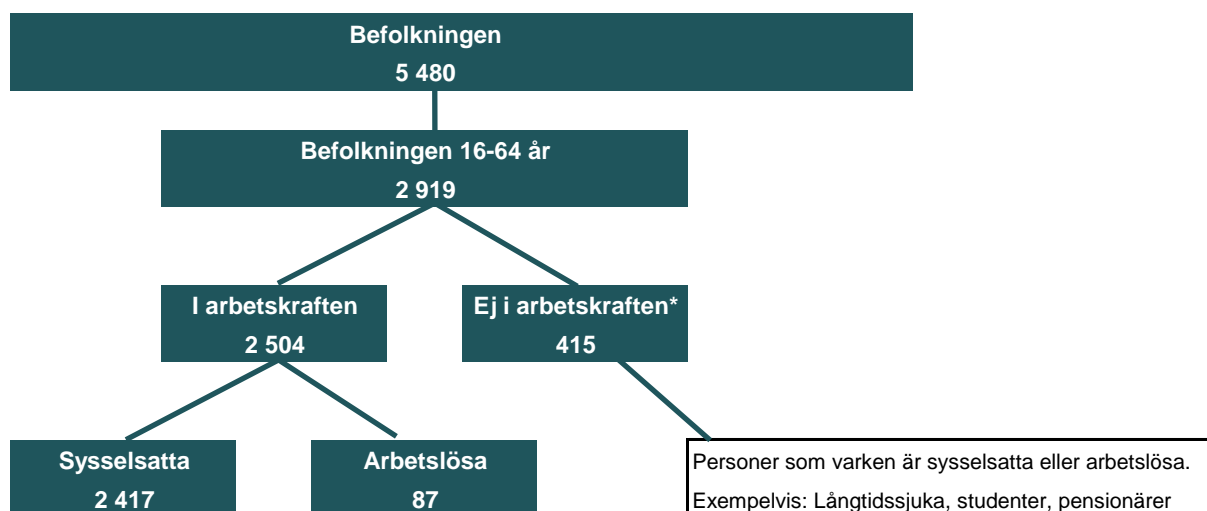 Befolkningen
5 480
Befolkningen 16-64 år
2 919
I arbetskraften
2 504
Ej i arbetskraften*
415
Sysselsatta
2 417
Arbetslösa
87
Personer som varken är sysselsatta eller arbetslösa.
Exempelvis: Långtidssjuka, studenter, pensionärer